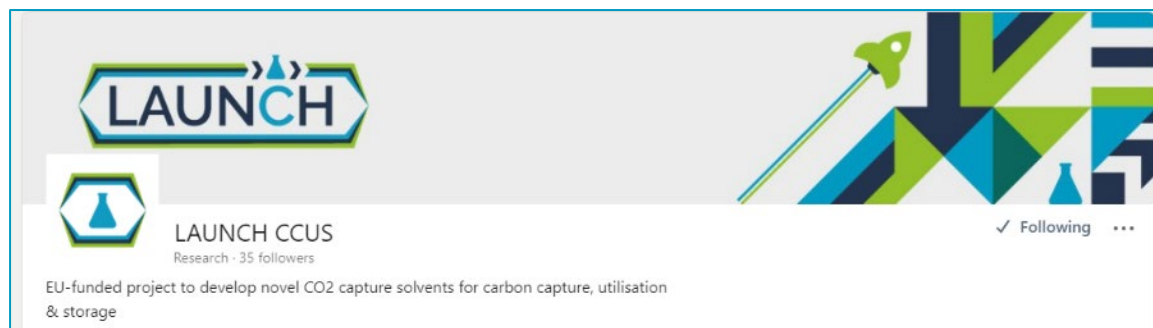 LAUNCH
LAUNCH CCUS
Research · 35 followers
✓ Following ...
EU-funded project to develop novel CO2 capture solvents for carbon capture, utilisation
& storage